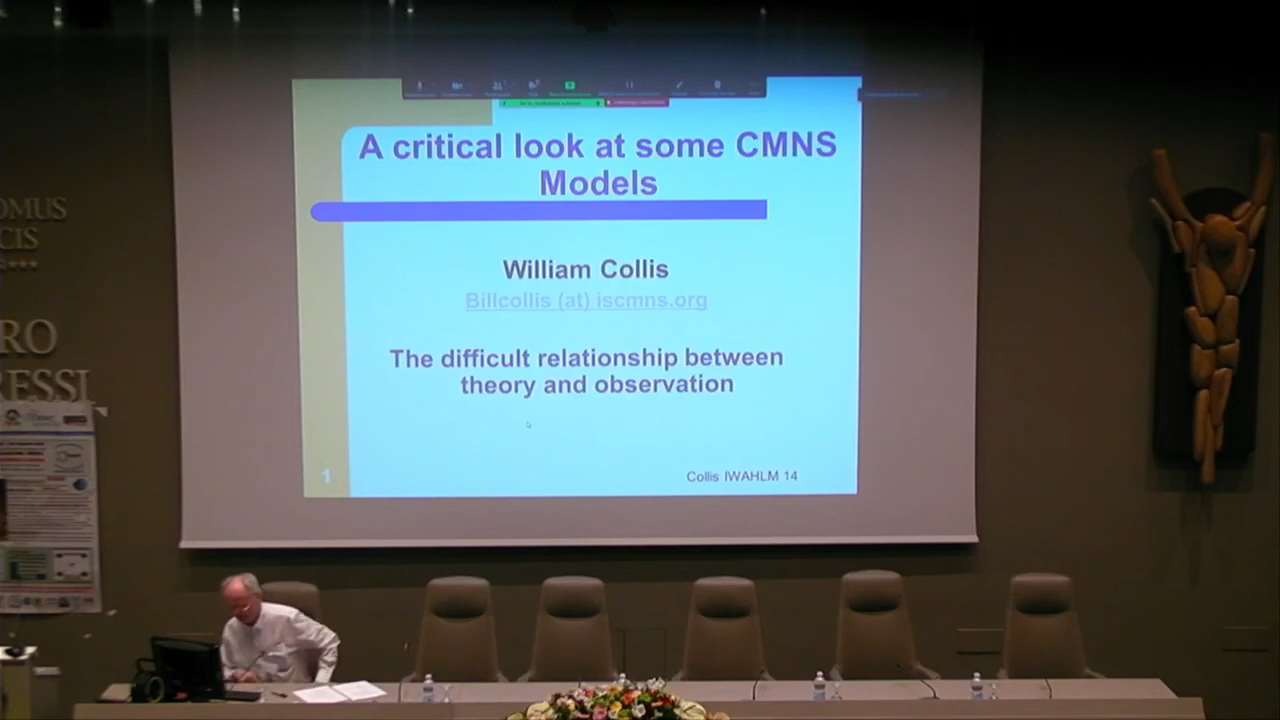 A critical look at some CMNS
Models
William Collis
Billcollis (at) iscmns.org
The difficult relationship between
theory and observation
1
Collis IWAHLM 14
OMUS
CIS
RO
RESSI